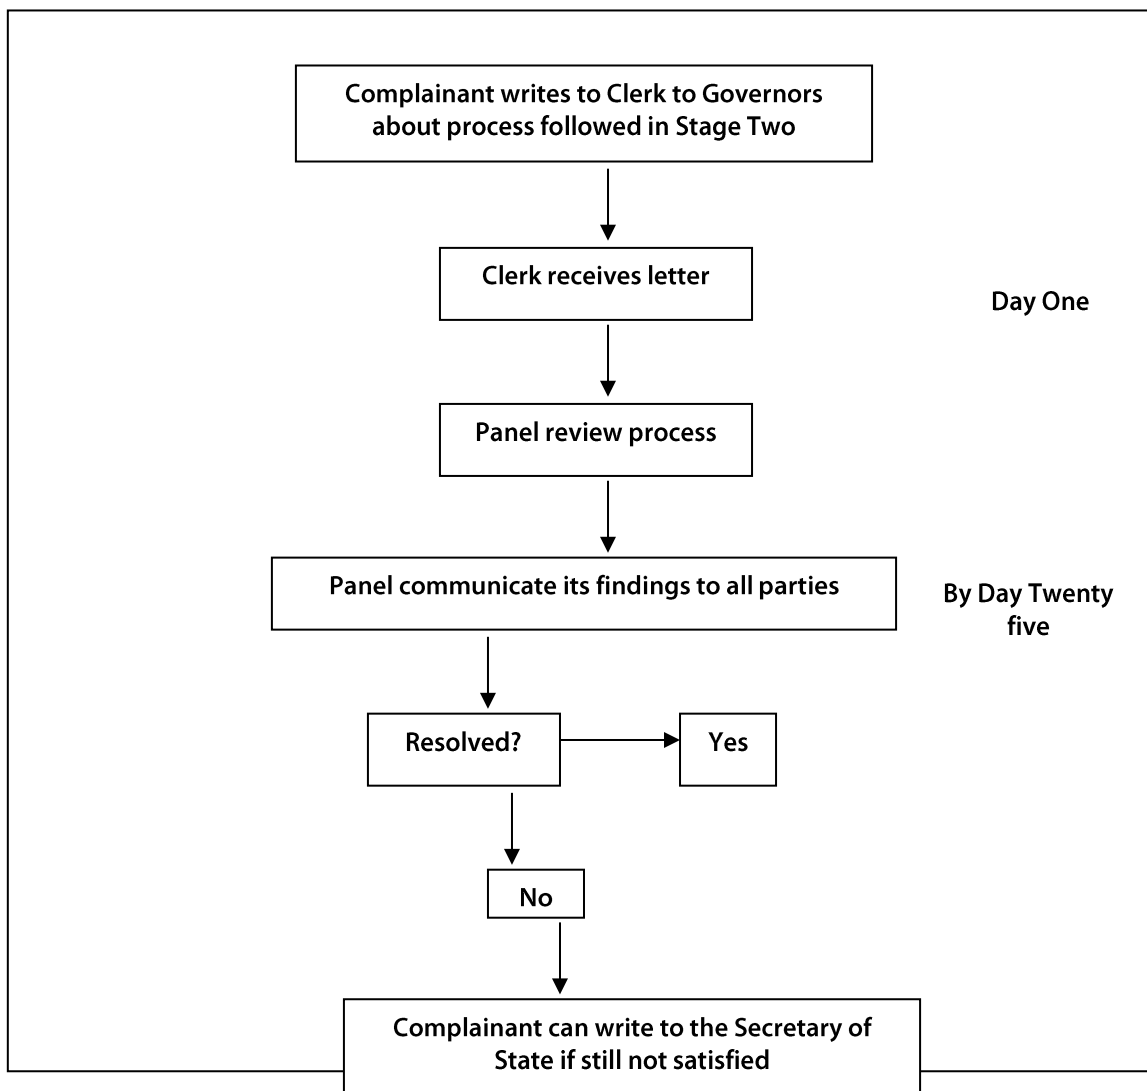 Complainant writes to Clerk to Governors
about process followed in Stage Two
Clerk receives letter
Day One
Panel review process
Panel communicate its findings to all parties
By Day Twenty
five
Resolved?
Yes
No
Complainant can write to the Secretary of
State if still not satisfied